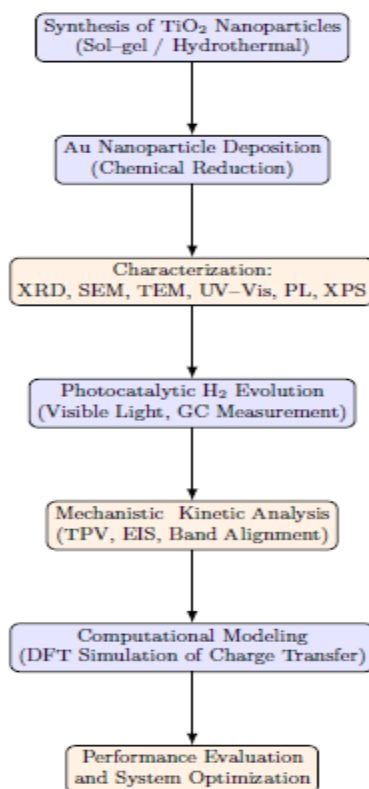 Synthesis of TiO₂ Nanoparticles
(Sol–gel / Hydrothermal)
Au Nanoparticle Deposition
(Chemical Reduction)
Characterization:
XRD, SEM, TEM, UV–Vis, PL, XPS
Photocatalytic H₂ Evolution
(Visible Light, GC Measurement)
Mechanistic Kinetic Analysis
(TPV, EIS, Band Alignment)
Computational Modeling
(DFT Simulation of Charge Transfer)
Performance Evaluation
and System Optimization